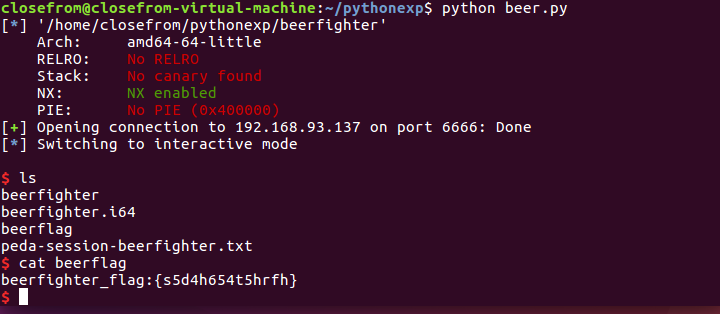 closefrom@closefrom-virtual-machine:~/pythonexp$ python beer.py
[*] '/home/closefrom/pythonexp/beerfighter'
    Arch:     amd64-64-little
    RELRO:    No RELRO
    Stack:    No canary found
    NX:       NX enabled
    PIE:      No PIE (0x400000)
[+] Opening connection to 192.168.93.137 on port 6666: Done
[*] Switching to interactive mode
$ ls
beerfighter
beerfighter.i64
beerflag
peda-session-beerfighter.txt
$ cat beerflag
beerfighter_flag:{s5d4h654t5hrfh}
$